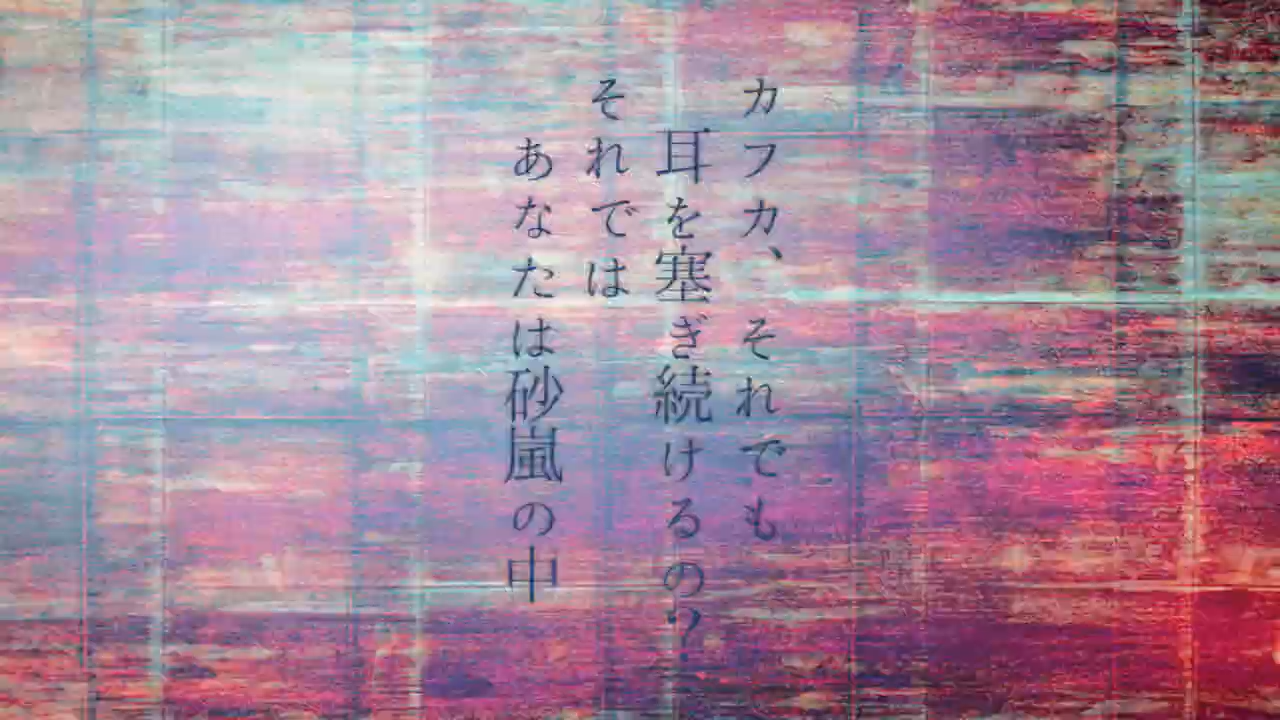 カフカ、それでも
耳を塞ぎ続けるの?
それでは
あなたは砂嵐の中